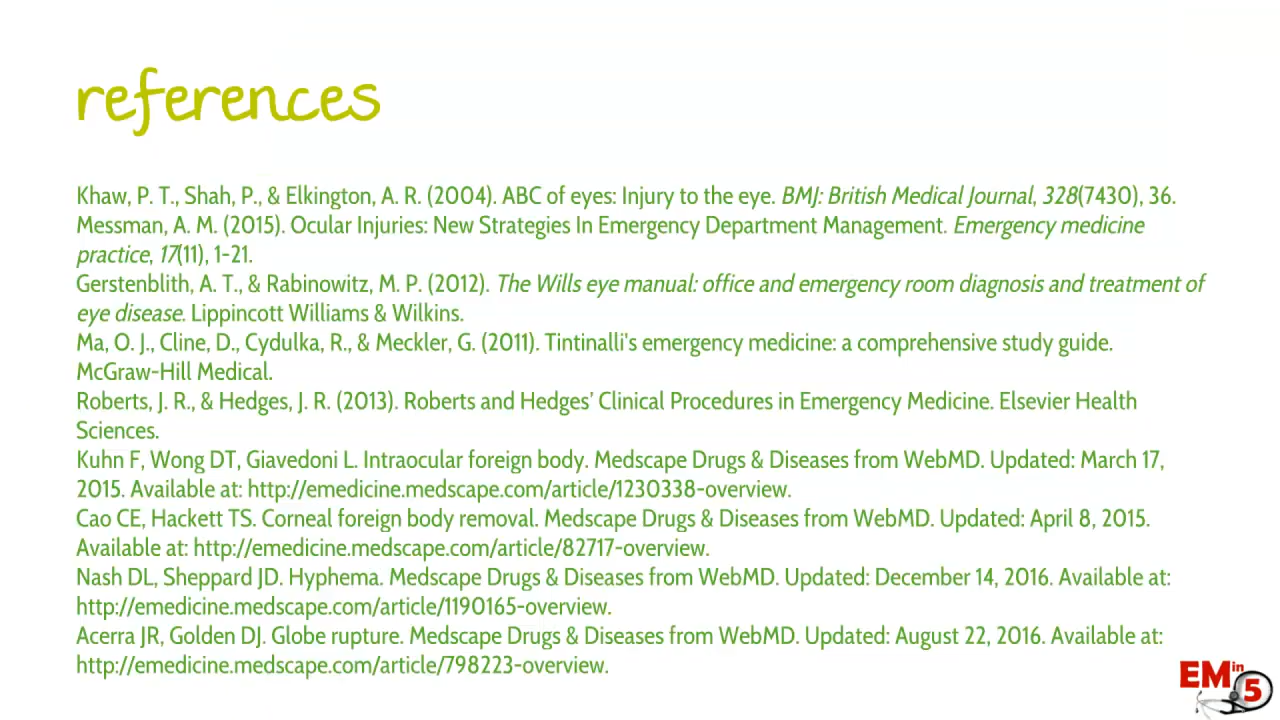 references
Khaw, P. T., Shah, P., & Elkington, A. R. (2004). ABC of eyes: Injury to the eye. BMJ: British Medical Journal, 328(7430), 36.
Messman, A. M. (2015). Ocular Injuries: New Strategies In Emergency Department Management. Emergency medicine
practice, 17(11), 1-21.
Gerstenblith, A. T., & Rabinowitz, M. P. (2012). The Wills eye manual: office and emergency room diagnosis and treatment of
eye disease. Lippincott Williams & Wilkins.
Ma, O. J., Cline, D., Cydulka, R., & Meckler, G. (2011). Tintinalli's emergency medicine: a comprehensive study guide.
McGraw-Hill Medical.
Roberts, J. R., & Hedges, J. R. (2013). Roberts and Hedges’ Clinical Procedures in Emergency Medicine. Elsevier Health
Sciences.
Kuhn F, Wong DT, Giavedoni L. Intraocular foreign body. Medscape Drugs & Diseases from WebMD. Updated: March 17,
2015. Available at: http://emedicine.medscape.com/article/1230338-overview.
Cao CE, Hackett TS. Corneal foreign body removal. Medscape Drugs & Diseases from WebMD. Updated: April 8, 2015.
Available at: http://emedicine.medscape.com/article/82717-overview.
Nash DL, Sheppard JD. Hyphema. Medscape Drugs & Diseases from WebMD. Updated: December 14, 2016. Available at:
http://emedicine.medscape.com/article/1190165-overview.
Acerra JR, Golden DJ. Globe rupture. Medscape Drugs & Diseases from WebMD. Updated: August 22, 2016. Available at:
http://emedicine.medscape.com/article/798223-overview.
EM in 5